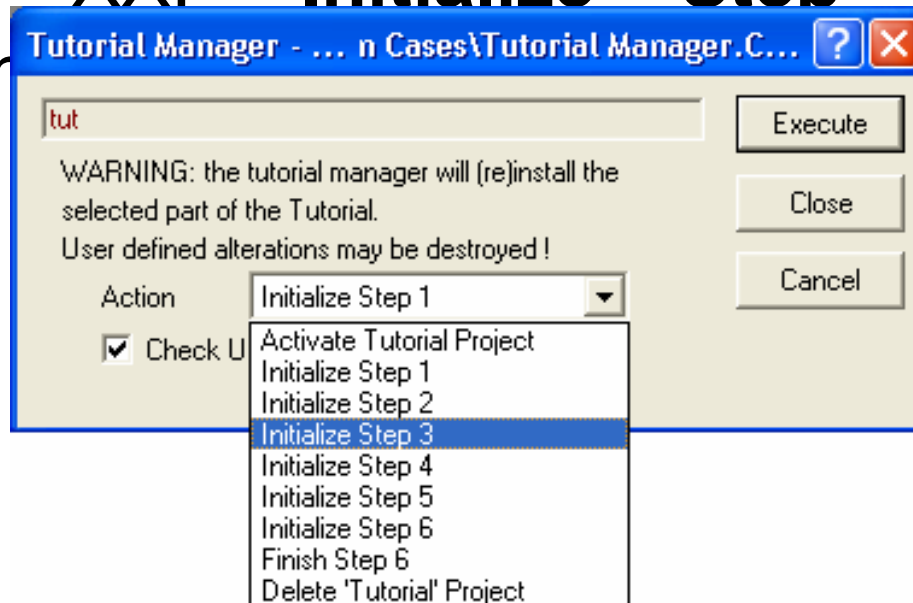 Initialize Step
Tutorial Manager - ... n Cases\Tutorial Manager.C...
tut
Execute
WARNING: the tutorial manager will (re)install the
selected part of the Tutorial.
User defined alterations may be destroyed !
Close
Cancel
Action Initialize Step 1
Check U
Activate Tutorial Project
Initialize Step 1
Initialize Step 2
Initialize Step 3
Initialize Step 4
Initialize Step 5
Initialize Step 6
Finish Step 6
Delete 'Tutorial' Project